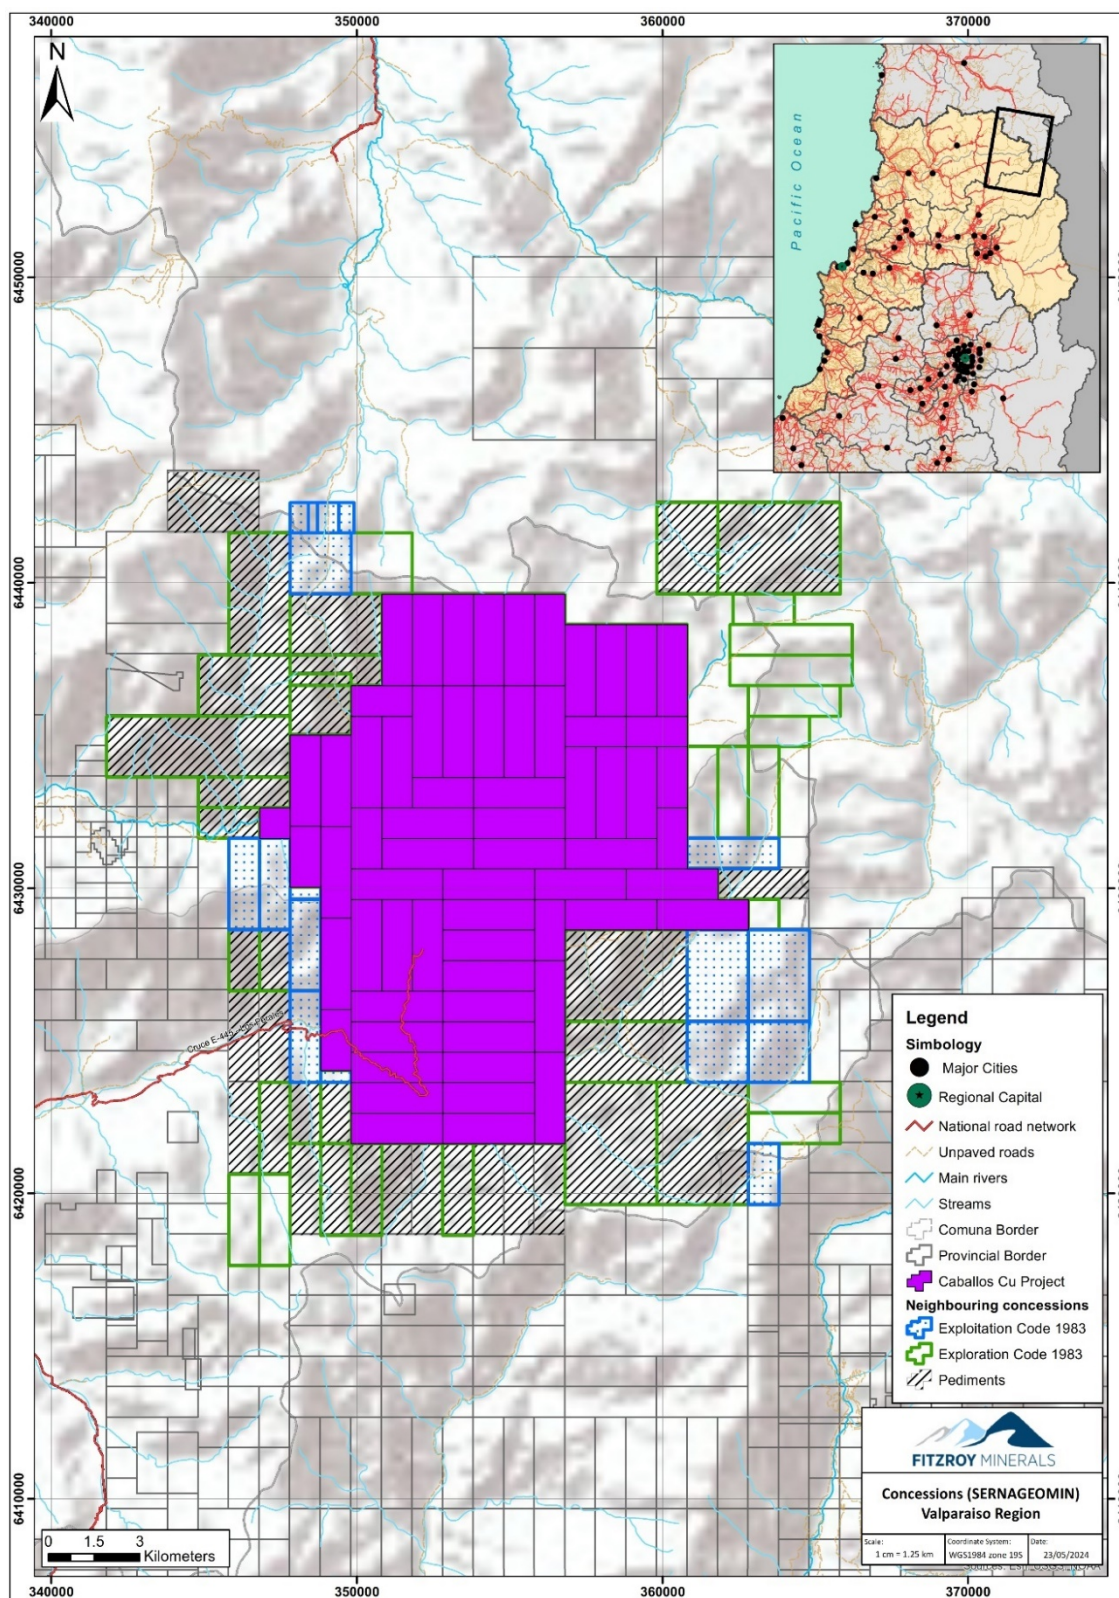 340000 350000 360000 370000
N
Pacific Ocean
6450000
6440000
6430000
6420000
6410000
Cruce E-445 - Los Perales
Legend
Simbology
Major Cities
Regional Capital
National road network
Unpaved roads
Main rivers
Streams
Comuna Border
Provincial Border
Caballos Cu Project
Neighbouring concessions
Exploitation Code 1983
Exploration Code 1983
Pediments
FITZROY MINERALS
Concessions (SERNAGEOMIN)
Valparaiso Region
Scale: Coordinate System: Date:
1 cm = 1.25 km WGS1984 zone 19S 23/05/2024
0 1.5 3
Kilometers
340000 350000 360000 370000